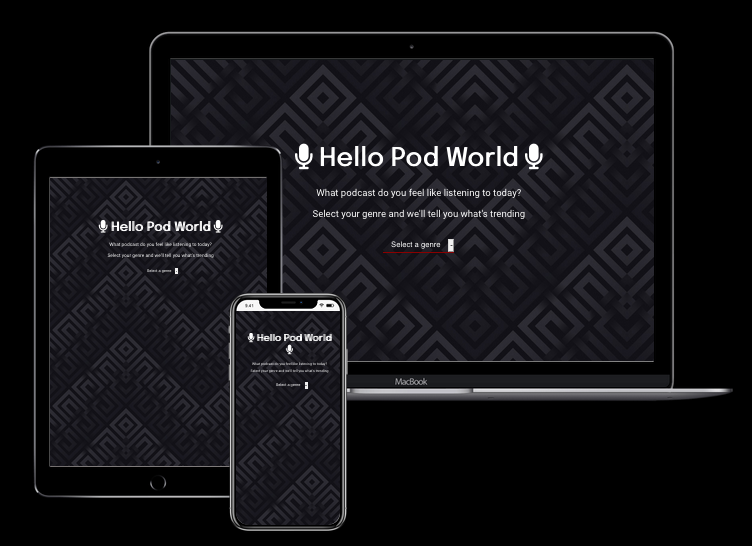 Hello Pod World
What podcast do you feel like listening to today?
Select your genre and we'll tell you what's trending
Select a genre
MacBook
Hello Pod World
What podcast do you feel like listening to today?
Select your genre and we'll tell you what's trending
Select a genre
9:41
Hello Pod World
What podcast do you feel like listening to today?
Select your genre and we'll tell you what's trending
Select a genre